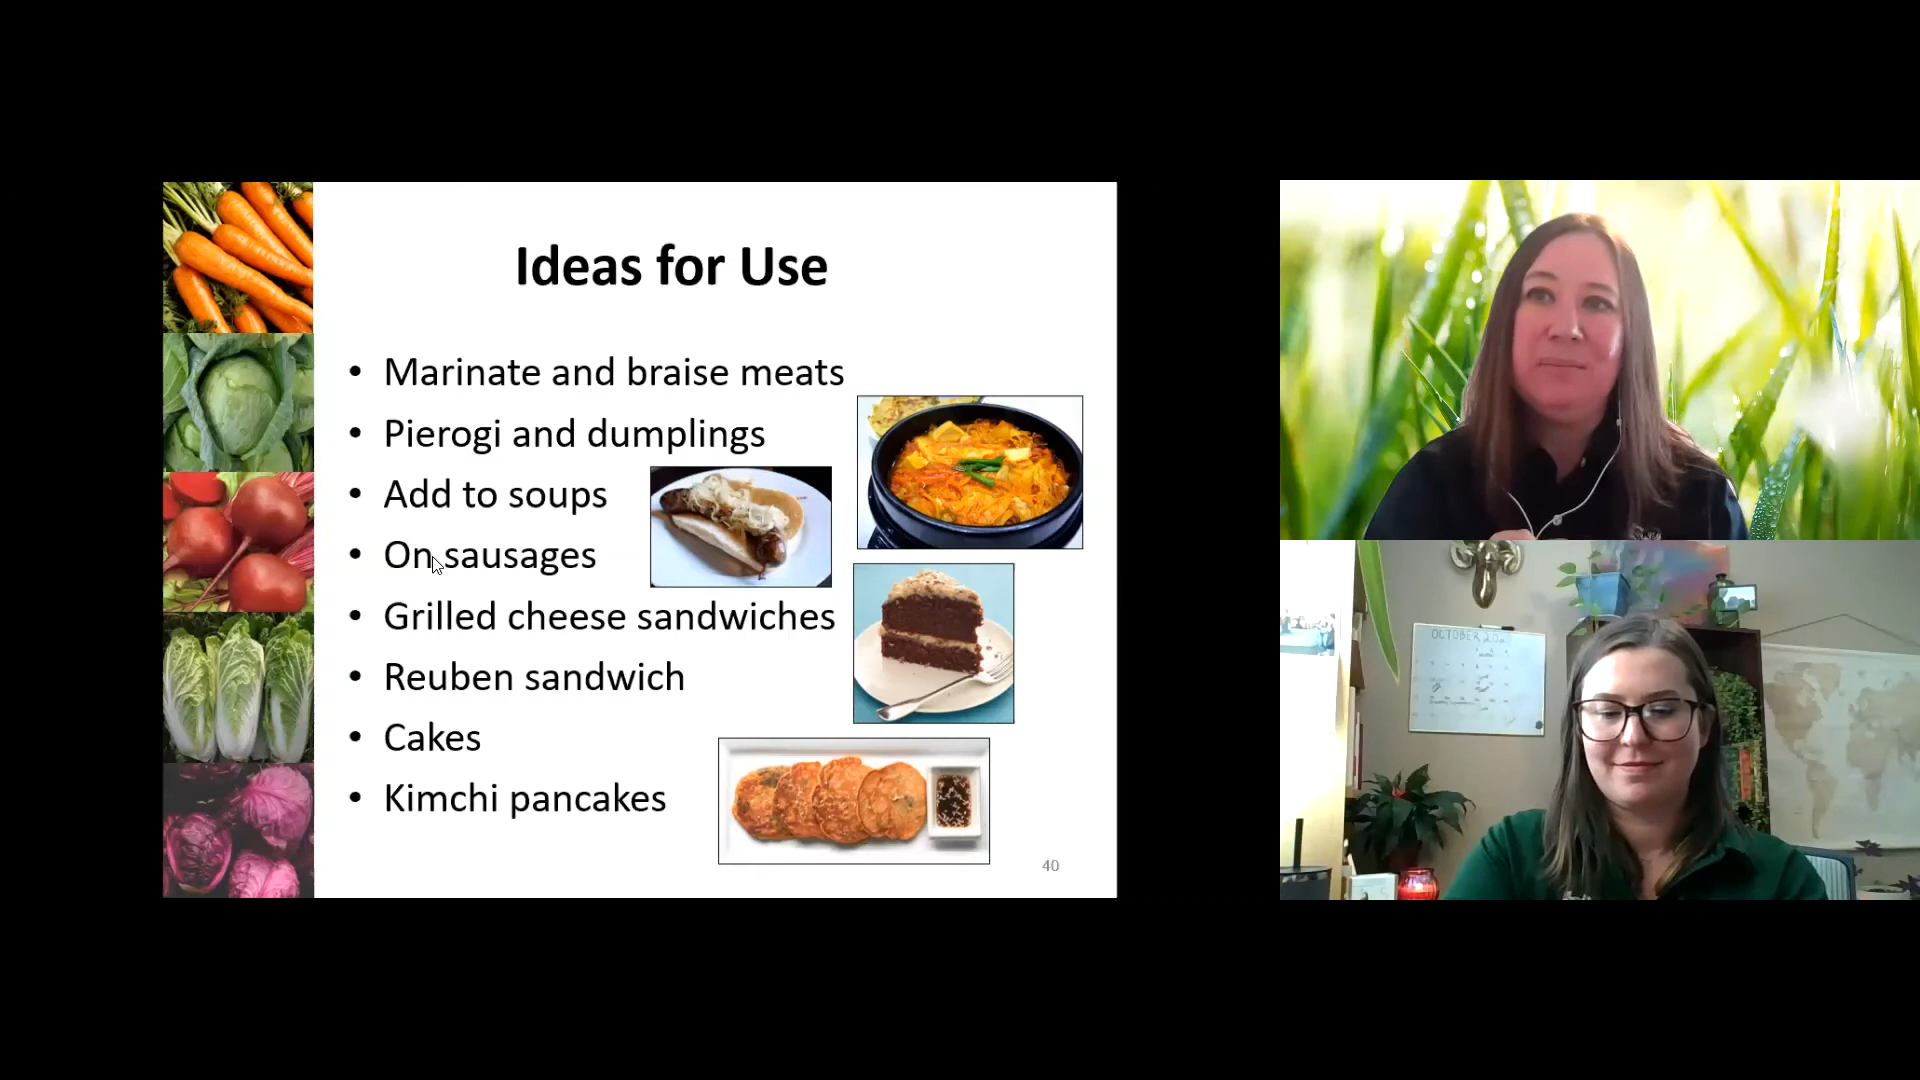 Ideas for Use
• Marinate and braise meats
• Pierogi and dumplings
• Add to soups
• On sausages
• Grilled cheese sandwiches
• Reuben sandwich
• Cakes
• Kimchi pancakes
40
OCTOBER